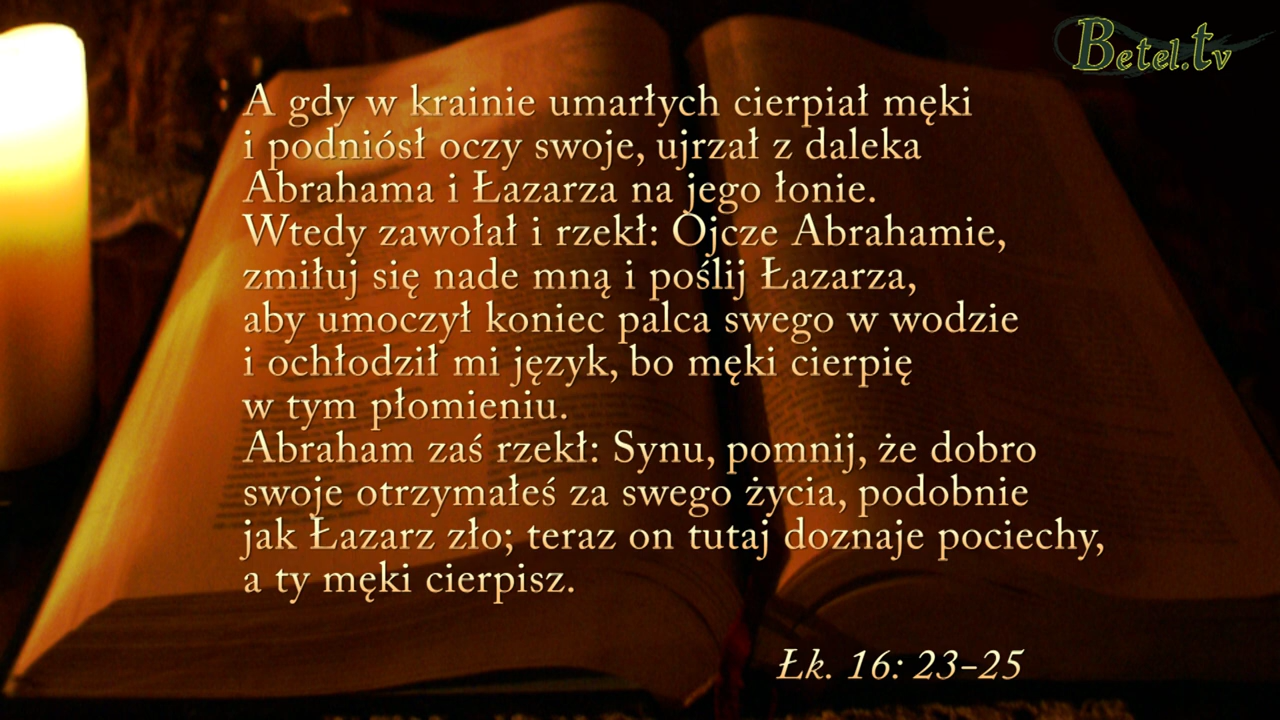 Betel.tv
A gdy w krainie umarłych cierpiał męki
i podniósł oczy swoje, ujrzał z daleka
Abrahama i Łazarza na jego łonie.
Wtedy zawołał i rzekł: Ojcze Abrahamie,
zmiłuj się nade mną i poślij Łazarza,
aby umoczył koniec palca swego w wodzie
i ochłodził mi język, bo męki cierpię
w tym płomieniu.
Abraham zaś rzekł: Synu, pomnij, że dobro
swoje otrzymałeś za swego życia, podobnie
jak Łazarz zło; teraz on tutaj doznaje pociechy,
a ty męki cierpisz.
Łk. 16: 23-25